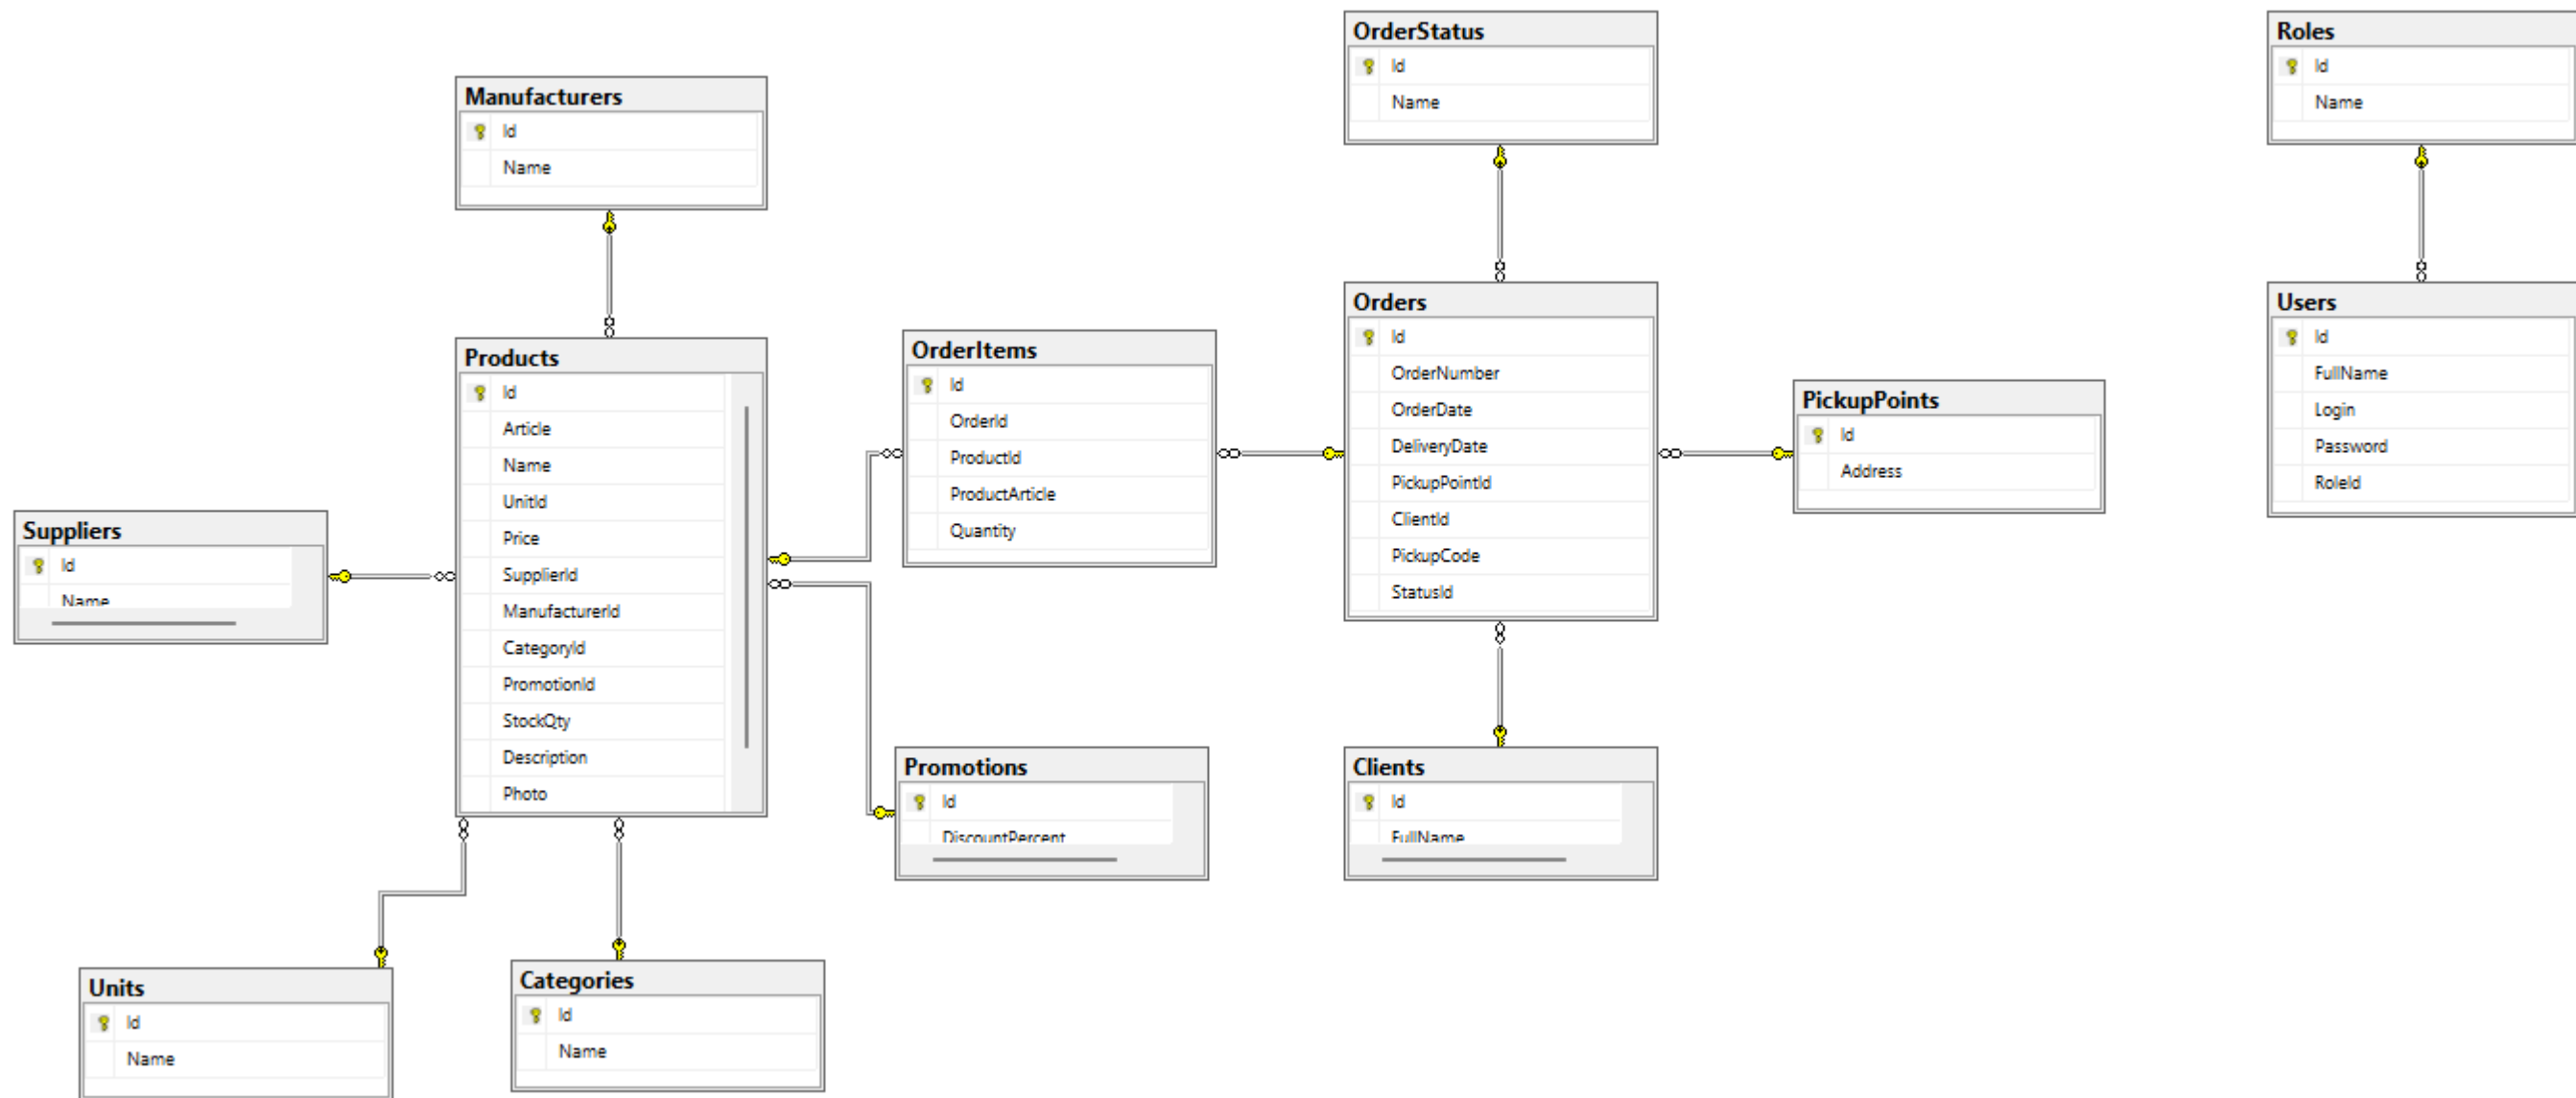 OrderStatus
Id
Name
Roles
Id
Name
Manufacturers
Id
Name
Orders
Id
OrderNumber
OrderDate
DeliveryDate
PickupPointId
ClientId
PickupCode
StatusId
Users
Id
FullName
Login
Password
RoleId
OrderItems
Id
OrderId
ProductId
ProductArticle
Quantity
Products
Id
Article
Name
UnitId
Price
SupplierId
ManufacturerId
CategoryId
PromotionId
StockQty
Description
Photo
PickupPoints
Id
Address
Suppliers
Id
Name
Promotions
Id
DiscountPercent
Clients
Id
FullName
Units
Id
Name
Categories
Id
Name